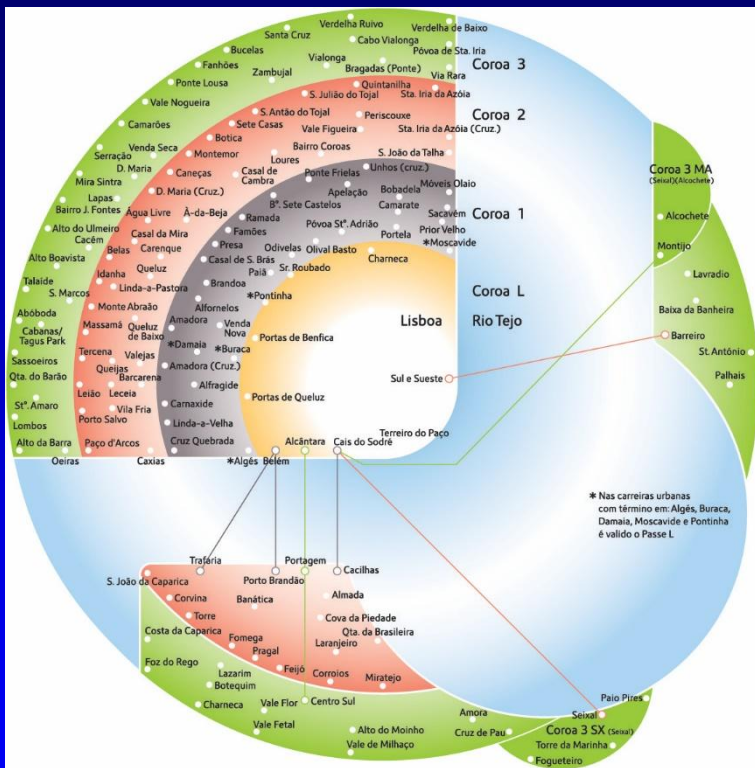 Verdelha Ruivo
Verdelha de Baixo
Santa Cruz
Cabo Vialonga
Bucelas
Póvoa de Sta. Iria
Fanhões
Vialonga
Coroa 3
Zambujal
Bragadas (Ponte)
Via Rara
Ponte Lousa
Quintanilha
Sta. Iria da Azóia
Vale Nogueira
S. Julião do Tojal
S. Antão do Tojal
Periscouxe
Coroa 2
Camarões
Sete Casas
Vale Figueira
Sta. Iria da Azóia (Cruz.)
Botica
Venda Seca
Montemor
Bairro Coroas
S. João da Talha
Serração
Loures
D. Maria
Caneças
Casal de
Cambra
Ponte Frielas
Unhos (cruz.)
Mira Sintra
D. Maria (Cruz.)
Apelação
Bobadela
Móveis Olaio
Lapas
Bº. Sete Castelos
Camarate
Bairro J. Fontes
Água Livre
À-da-Beja
Ramada
Sacavém
Coroa 1
Alto do Ulmeiro
Casal da Mira
Famões
Póvoa Stª. Adrião
Portela
Prior Velho
Cacém
Belas
Carenque
Presa
Odivelas
Olival Basto
*Moscavide
Alto Boavista
Casal de S. Brás
Charneca
Idanha
Queluz
Paiã
Sr. Roubado
Talaíde
Linda-a-Pastora
Brandoa
S. Marcos
*Pontinha
Coroa L
Abóboda
Monte Abraão
Alfornelos
Cabanas/
Tagus Park
Massamá
Queluz
de Baixo
Amadora
Venda
Nova
Lisboa
Rio Tejo
*Damaia
Portas de Benfica
Sassoeiros
Tercena
Valejas
*Buraca
Queijas
Amadora (Cruz.)
Qta. do Barão
Barcarena
Sul e Sueste
Leião
Leceia
Alfragide
Stº. Amaro
Vila Fria
Carnaxide
Portas de Queluz
Lombos
Porto Salvo
Linda-a-Velha
Alto da Barra
Paço d'Arcos
Cruz Quebrada
Alcântara
Cais do Sodré
Terreiro do Paço
Oeiras
Caxias
*Algés
Belém
Coroa 3 MA
(Seixal)(Alcochete)
Alcochete
Montijo
Lavradio
Baixa da Banheira
Barreiro
St. Antônio
Palhais
* Nas carreiras urbanas
com término em: Algés, Buraca,
Damaia, Moscavide e Pontinha
é valido o Passe L
Trafária
Portagem
S. João da Caparica
Porto Brandão
Cacilhas
Corvina
Banática
Almada
Torre
Cova da Piedade
Costa da Caparica
Fomega
Qta. da Brasileira
Pragal
Laranjeiro
Foz do Rego
Feijó
Lazarim
Corroios
Miratejo
Botequim
Charneca
Vale Flor
Centro Sul
Paio Pires
Amora
Seixal
Vale Fetal
Alto do Moinho
Cruz de Pau
Coroa 3 SX (Seixal)
Vale de Milhaço
Torre da Marinha
Fogueteiro